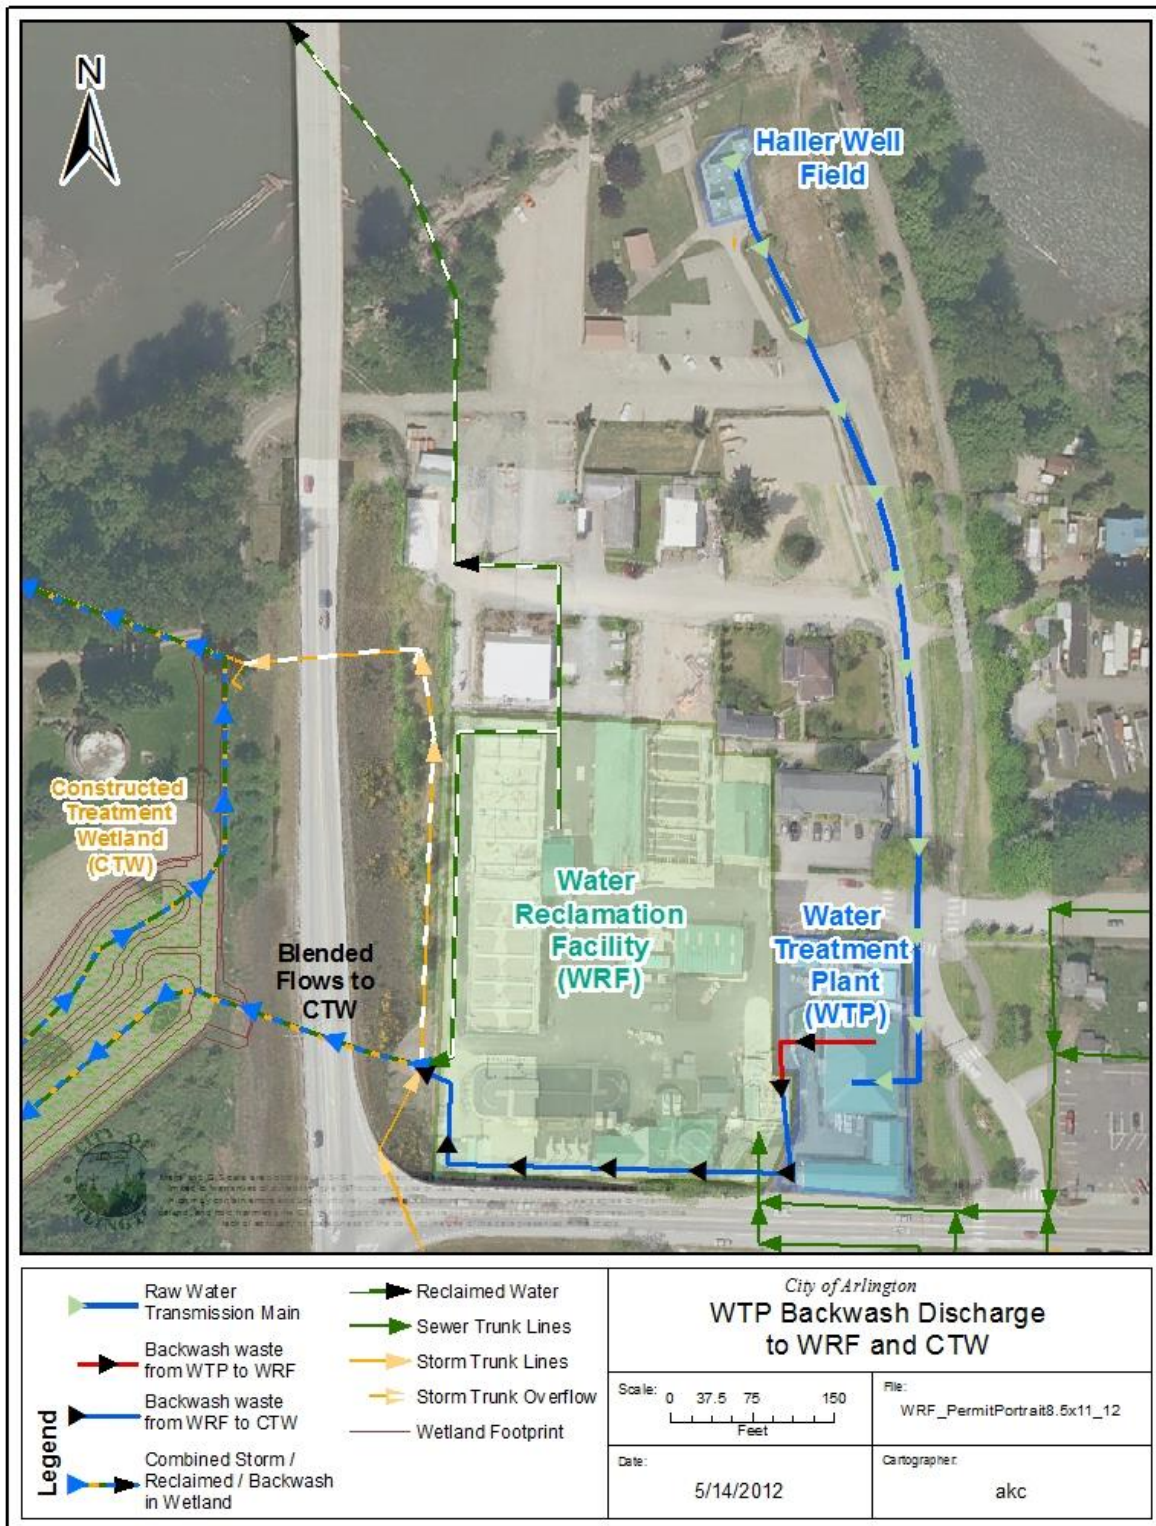 N
Haller Well
Field
Constructed
Treatment
Wetland
(CTW)
Blended
Flows to
CTW
Water
Reclamation
Facility
(WRF)
Water
Treatment
Plant
(WTP)
Legend
Raw Water
Transmission Main
Backwash waste
from WTP to WRF
Backwash waste
from WRF to CTW
Combined Storm /
Reclaimed / Backwash
in Wetland
Reclaimed Water
Sewer Trunk Lines
Storm Trunk Lines
Storm Trunk Overflow
Wetland Footprint
City of Arlington
WTP Backwash Discharge
to WRF and CTW
Scale: 0 37.5 75 150
Feet
File:
WRF_PermitPortrait8.5x11_12
Date:
5/14/2012
Cartographer:
akc